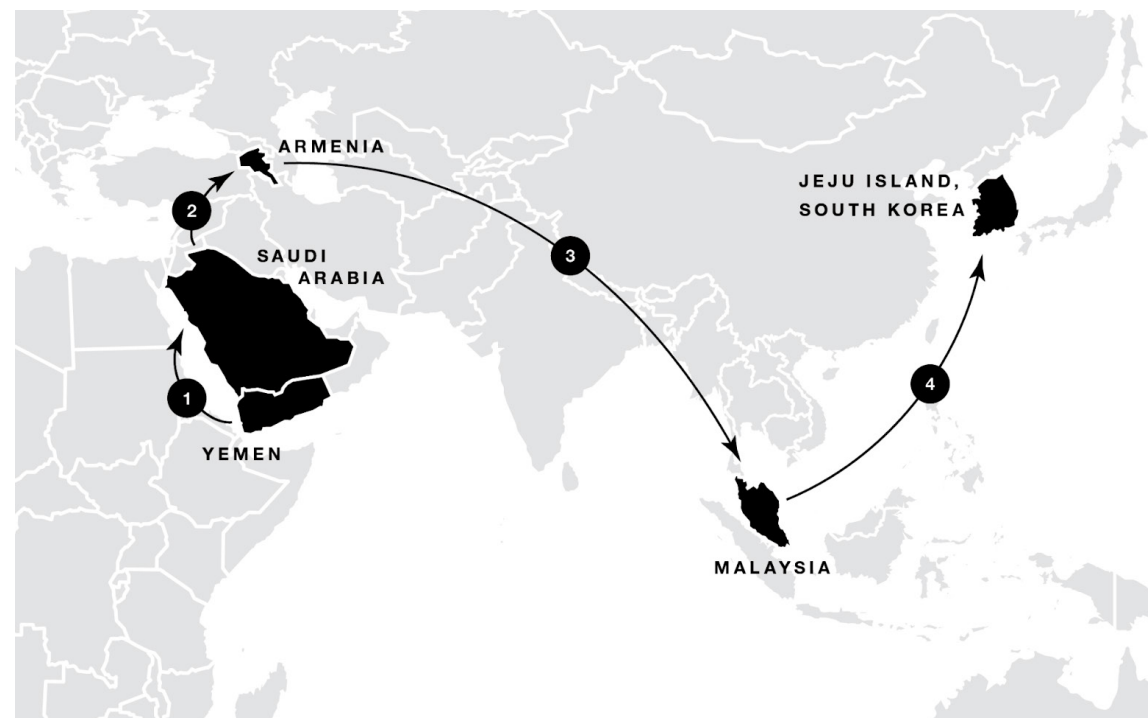 ARMENIA
JEJU ISLAND,
SOUTH KOREA
2
SAUDI
ARABIA
3
1
4
YEMEN
MALAYSIA